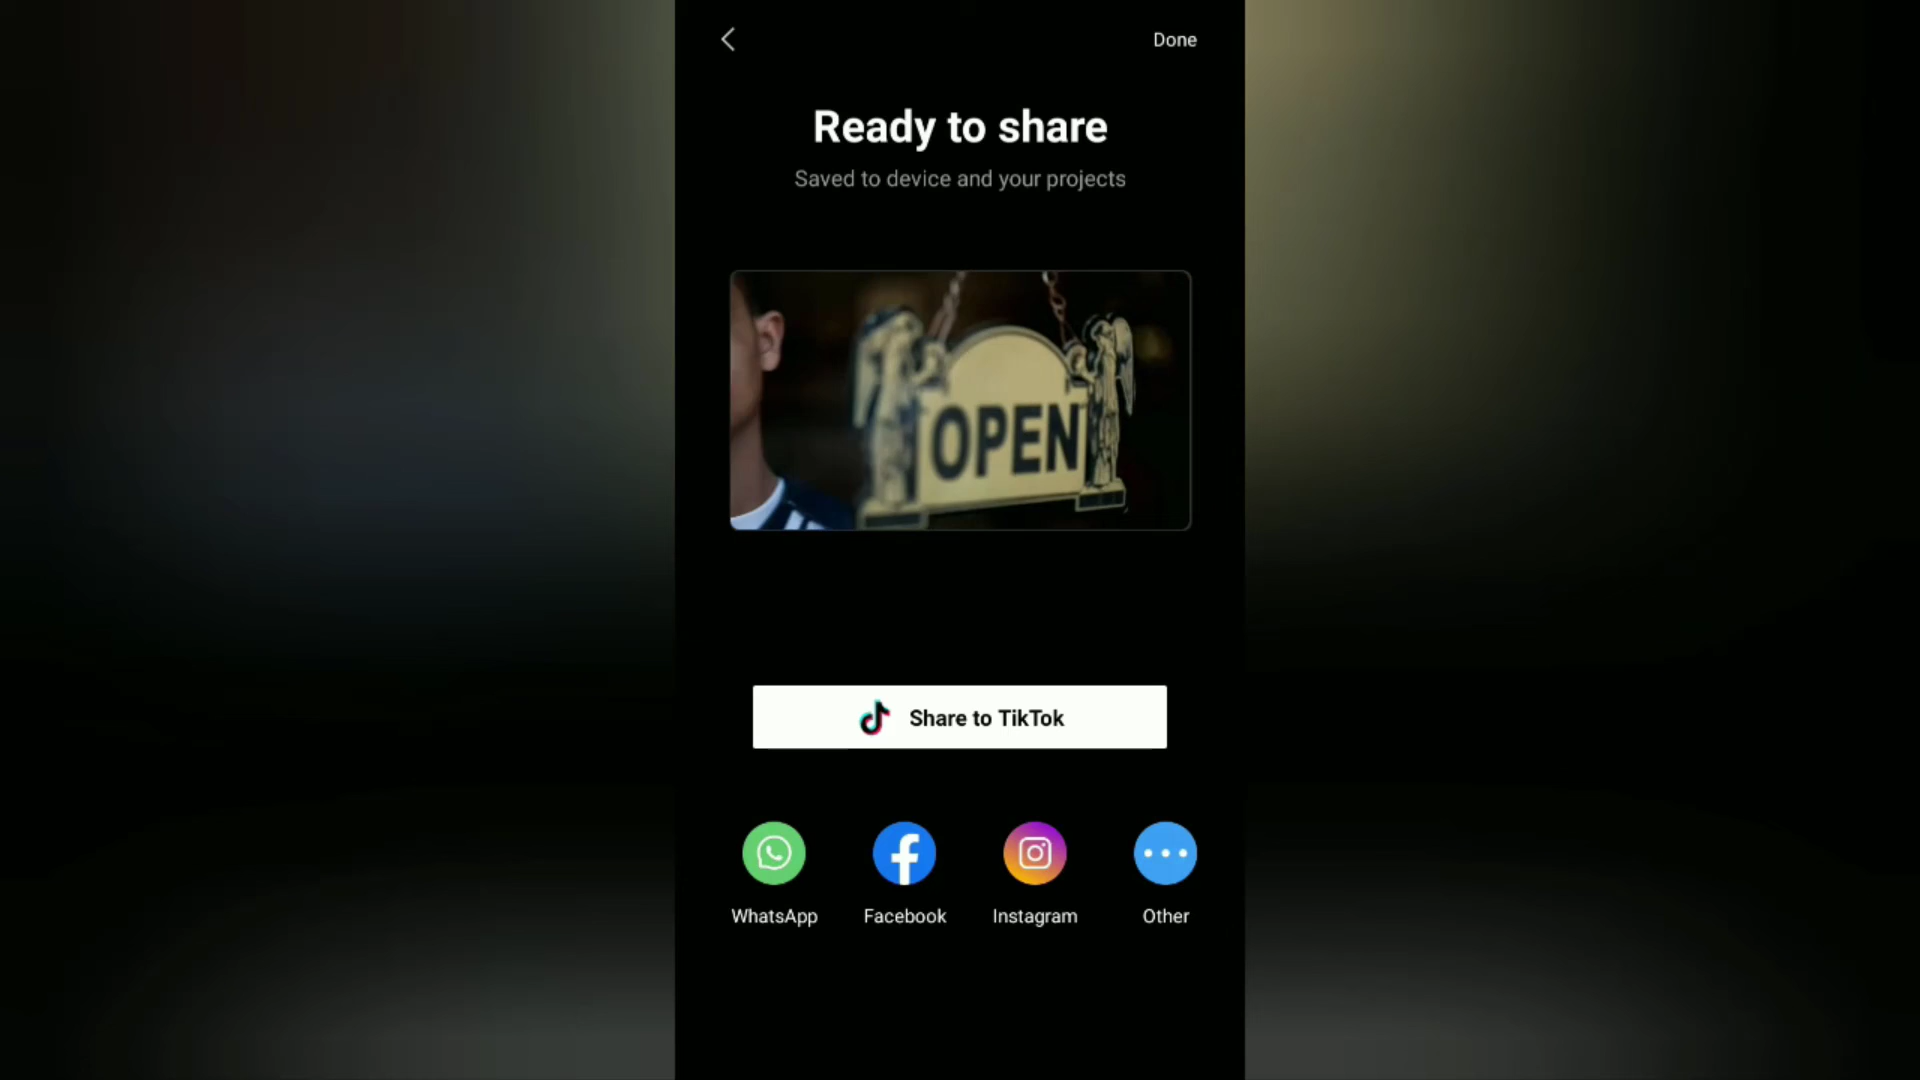 Done
Ready to share
Saved to device and your projects
OPEN
Share to TikTok
WhatsApp Facebook Instagram Other